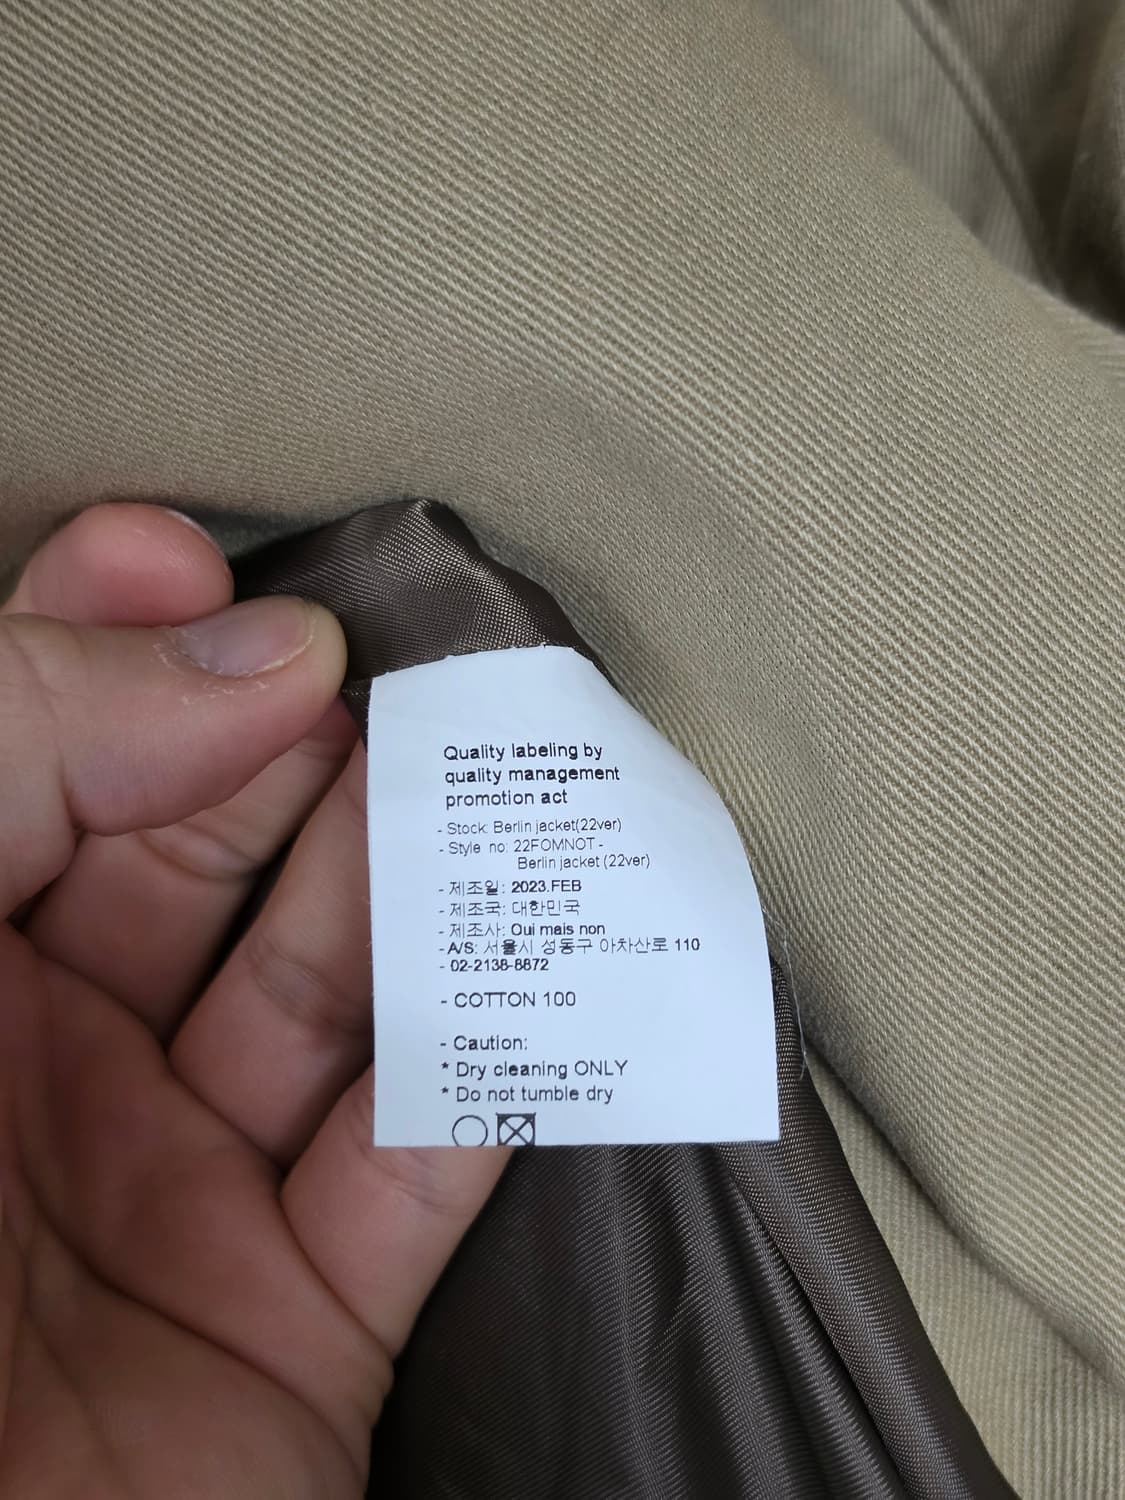 Quality labeling by
quality management
promotion act
- Stock: Berlin jacket(22ver)
- Style no: 22FOMNOT -
Berlin jacket (22ver)
- 제조일: 2023.FEB
- 제조국: 대한민국
- 제조사: Oui mais non
- A/S: 서울시 성동구 아차산로 110
- 02-2138-8872
- COTTON 100
- Caution:
* Dry cleaning ONLY
* Do not tumble dry